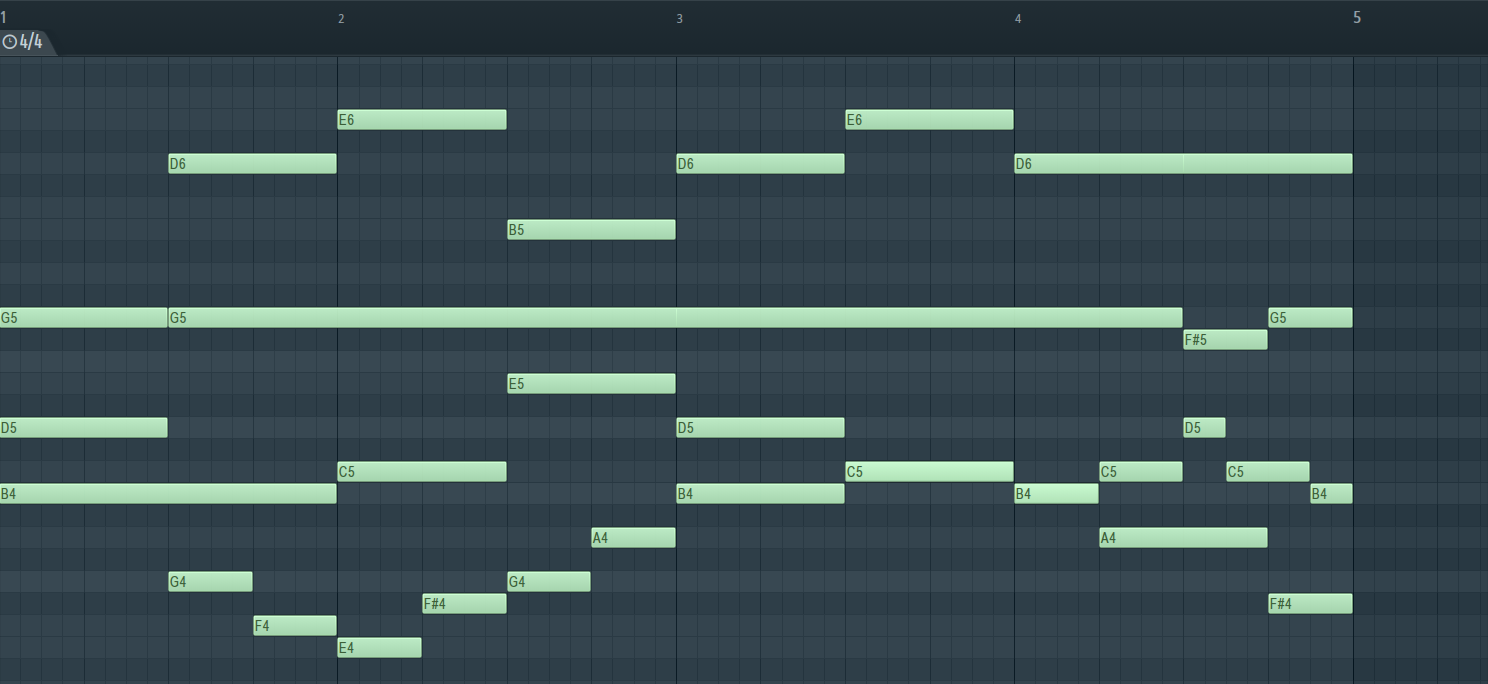 1 2 3 4 5
4/4
E6 E6
D6 D6 D6
B5
G5 G5 G5
F#5
E5
D5 D5 D5
C5 C5 C5 C5
B4 B4 B4 B4
A4 A4
G4 G4
F#4 F#4
F4
E4